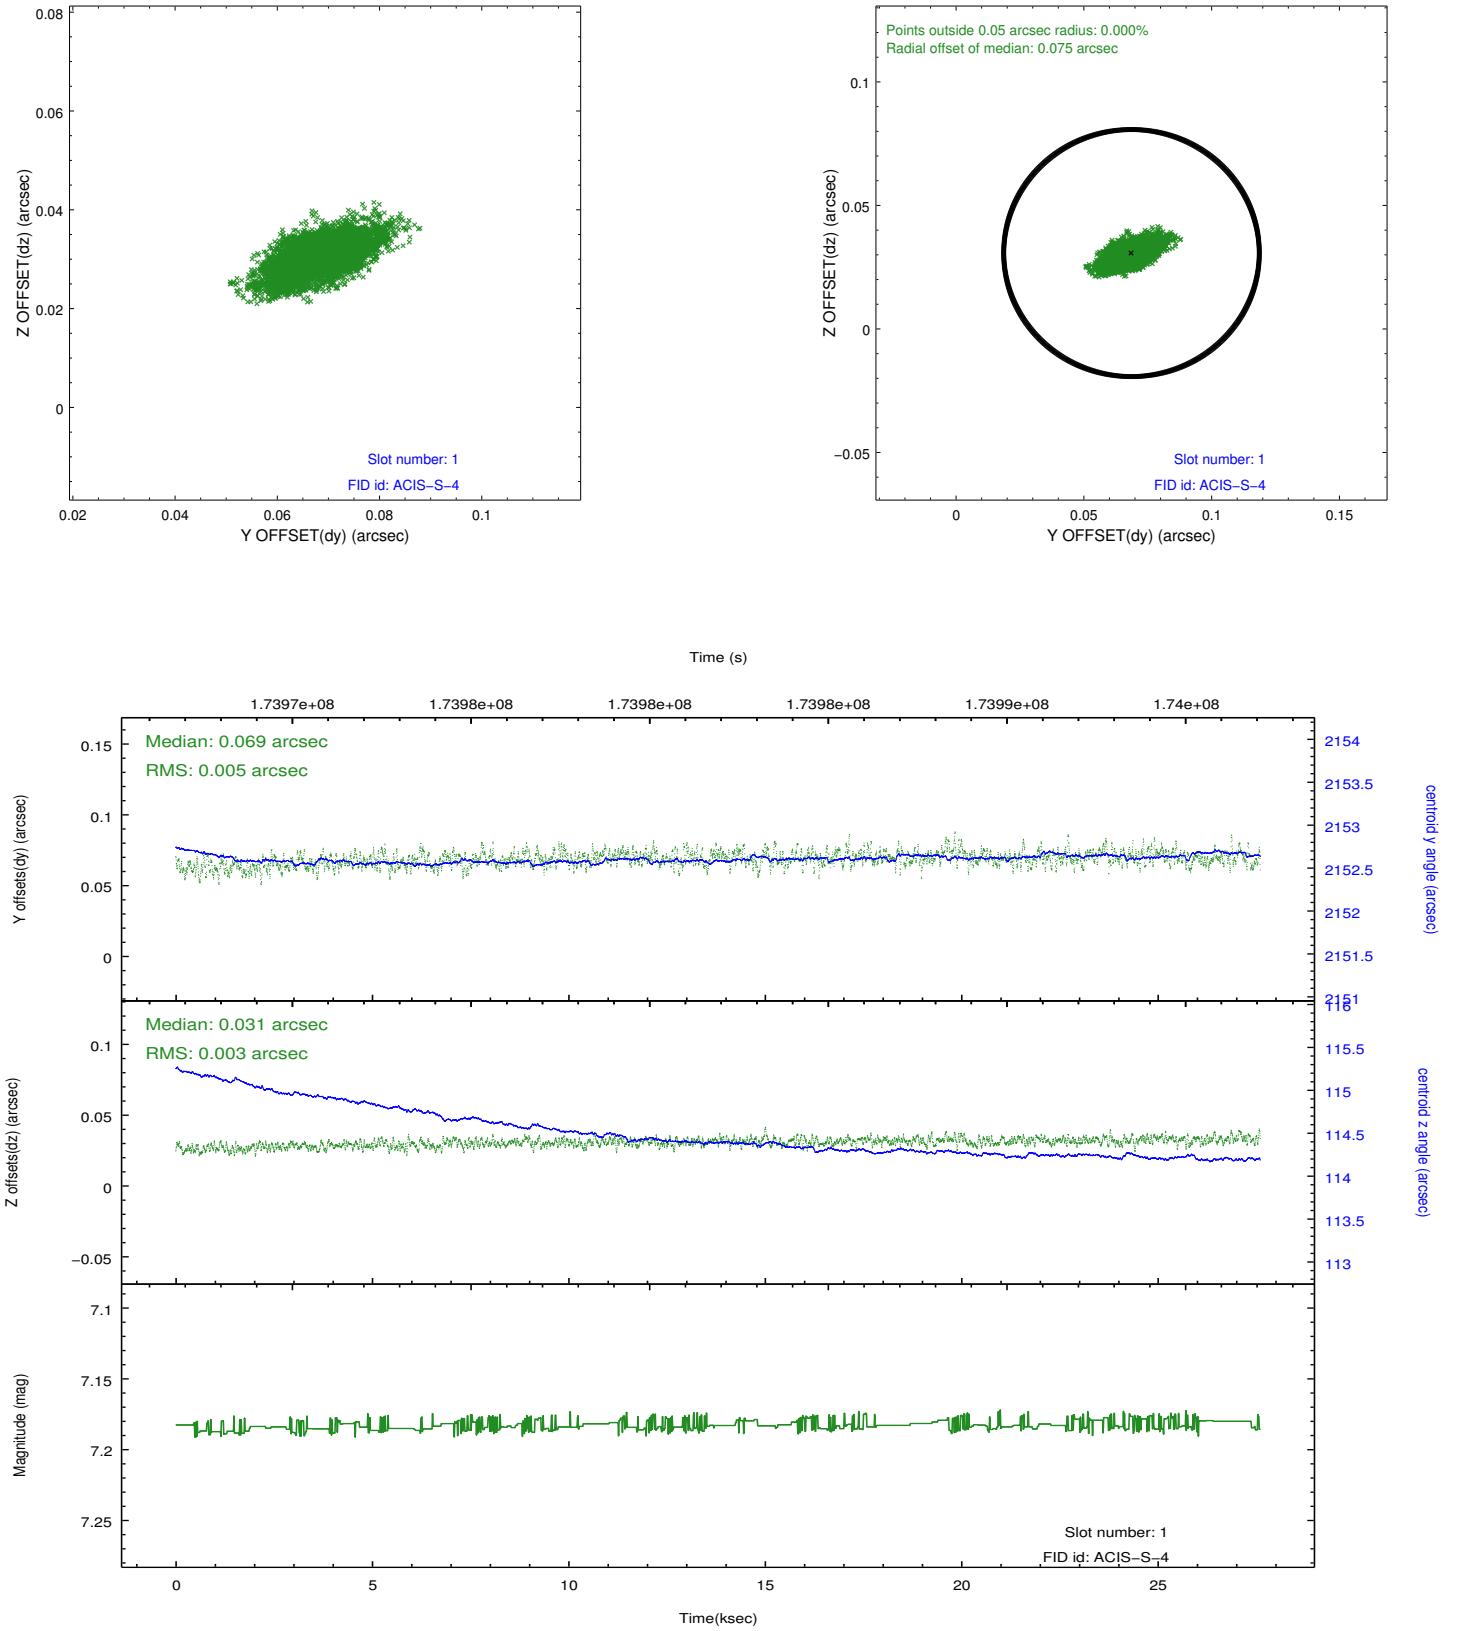 0.08
0.06
0.04
0.02
0
Z OFFSET(dz) (arcsec)
Slot number: 1
FID id: ACIS−S−4
0.02 0.04 0.06 0.08 0.1
Y OFFSET(dy) (arcsec)
Points outside 0.05 arcsec radius: 0.000%
Radial offset of median: 0.075 arcsec
0.1
0.05
0
−0.05
Z OFFSET(dz) (arcsec)
Slot number: 1
FID id: ACIS−S−4
0 0.05 0.1 0.15
Y OFFSET(dy) (arcsec)
Time (s)
1.7397e+08 1.7398e+08 1.7398e+08 1.7398e+08 1.7399e+08 1.74e+08
Median: 0.069 arcsec
RMS: 0.005 arcsec
0.15
0.1
0.05
0
Y offsets(dy) (arcsec)
2154
2153.5
2153
2152.5
2152
2151.5
2151
centroid y angle (arcsec)
Median: 0.031 arcsec
RMS: 0.003 arcsec
0.1
0.05
0
−0.05
Z offsets(dz) (arcsec)
116
115.5
115
114.5
114
113.5
113
centroid z angle (arcsec)
7.1
7.15
7.2
7.25
Magnitude (mag)
Slot number: 1
FID id: ACIS−S−4
0 5 10 15 20 25
Time(ksec)